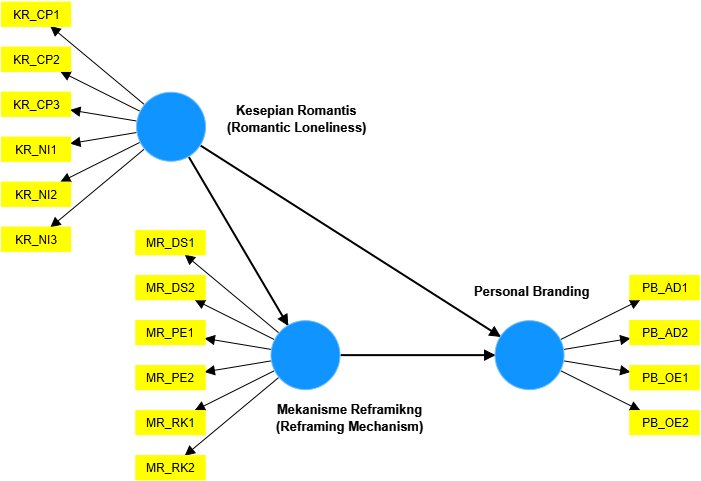 KR_CP1
KR_CP2
KR_CP3
KR_NI1
KR_NI2
KR_NI3
Kesepian Romantis
(Romantic Loneliness)
MR_DS1
MR_DS2
MR_PE1
MR_PE2
MR_RK1
MR_RK2
Mekanisme Reframikng
(Reframing Mechanism)
Personal Branding
PB_AD1
PB_AD2
PB_OE1
PB_OE2